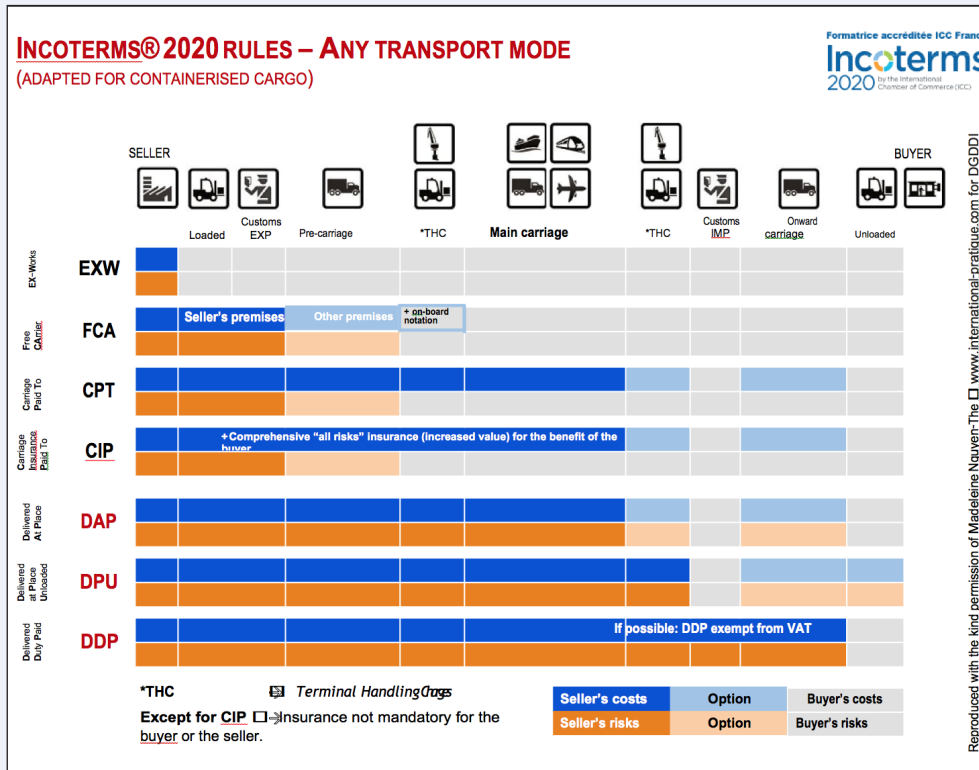 INCOTERMS® 2020 RULES – ANY TRANSPORT MODE
(ADAPTED FOR CONTAINERISED CARGO)
Formatrice accréditée ICC Franc
Incoterms
2020 by the International
Chamber of Commerce (ICC)
SELLER
BUYER
Loaded
Customs
EXP
Pre-carriage
*THC
Main carriage
*THC
Customs
IMP
Onward
carriage
Unloaded
EX-Works
EXW
Free
CArrier
FCA
Seller's premises
Other premises
+ on-board
notation
Carriage
Paid To
CPT
Carriage
Insurance
Paid To
CIP
+Comprehensive "all risks" insurance (increased value) for the benefit of the
buyer
Delivered
At Place
DAP
Delivered
at Place
Unloaded
DPU
Delivered
Duty Paid
DDP
If possible: DDP exempt from VAT
*THC
Terminal Handling
Except for CIP → Insurance not mandatory for the
buyer or the seller.
Seller's costs
Option
Buyer's costs
Seller's risks
Option
Buyer's risks
Reproduced with the kind permission of Madeleine Nguyen-The www.international-pratique.com for DGDDI